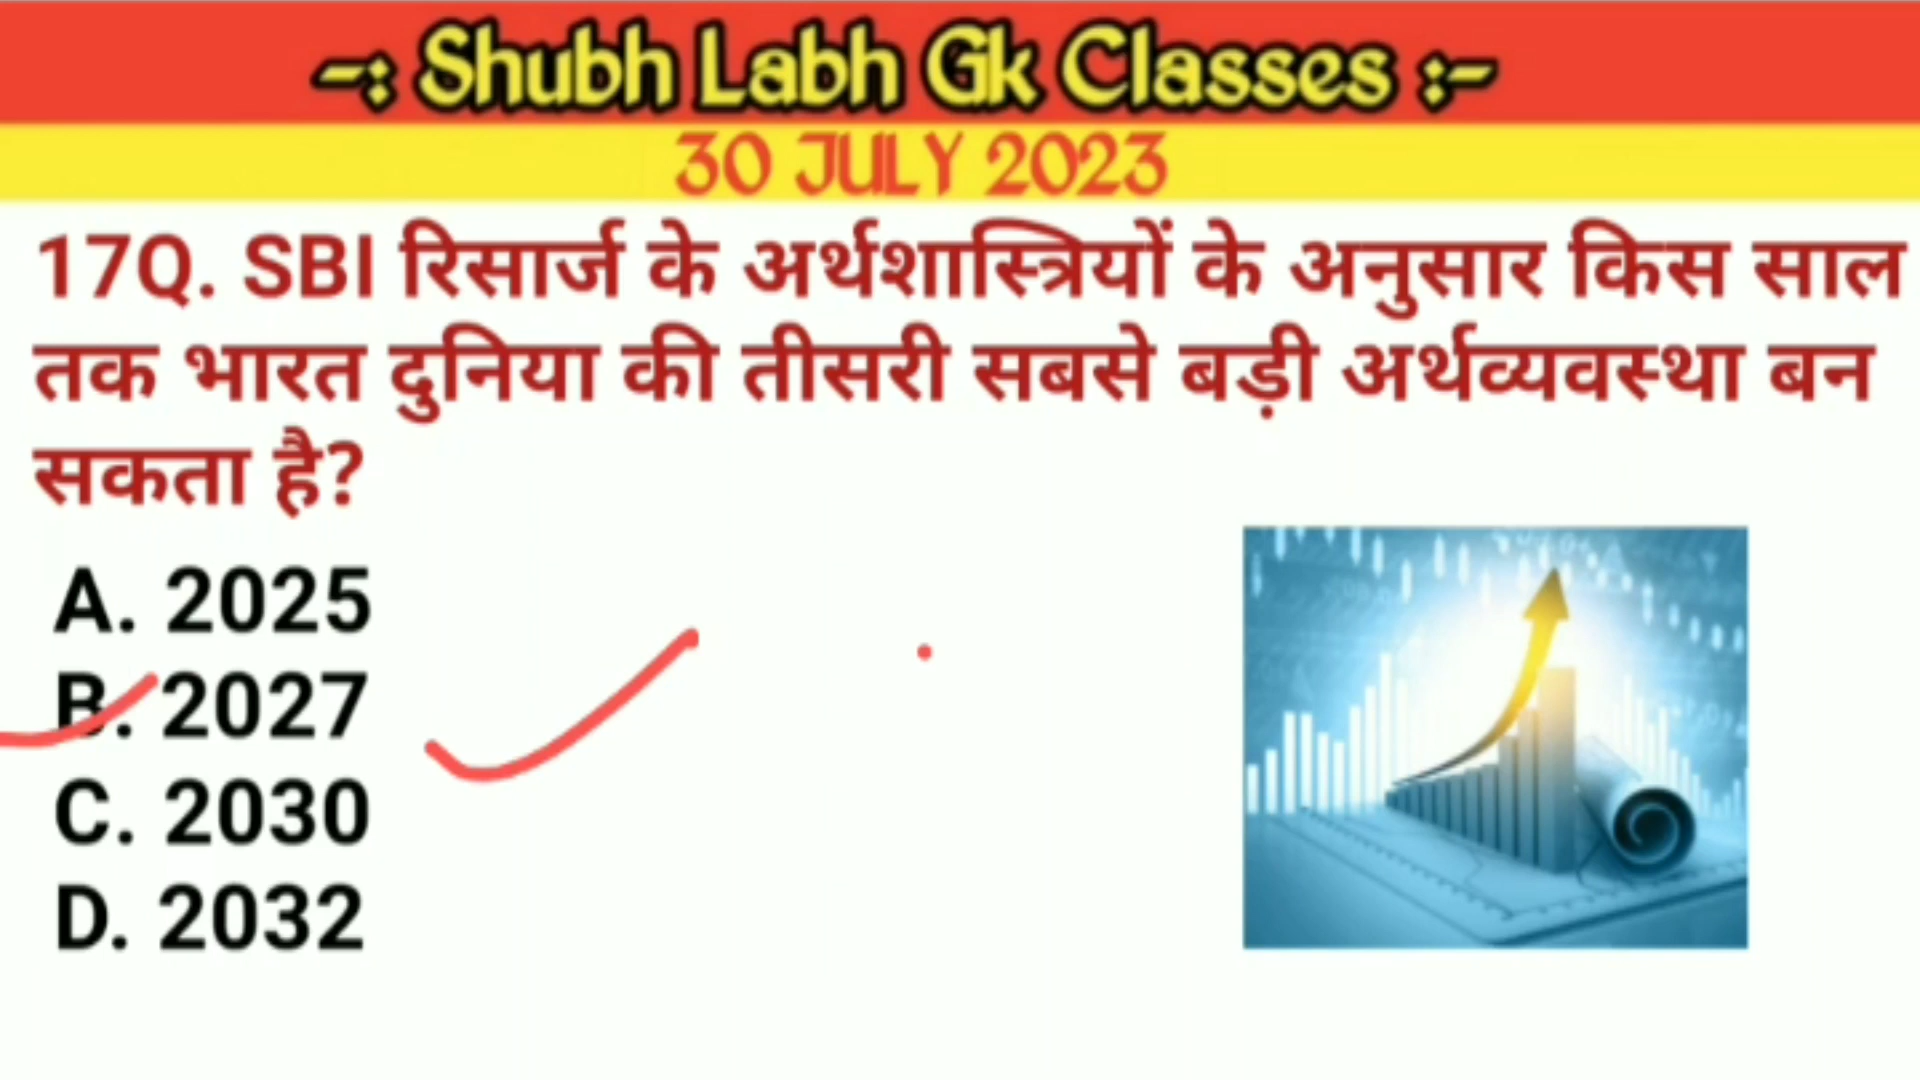 -: Shubh Labh Gk Classes :-
30 JULY 2023
17Q. SBI रिसार्ज के अर्थशास्त्रियों के अनुसार किस साल
तक भारत दुनिया की तीसरी सबसे बड़ी अर्थव्यवस्था बन
सकता है?
A. 2025
B. 2027
C. 2030
D. 2032